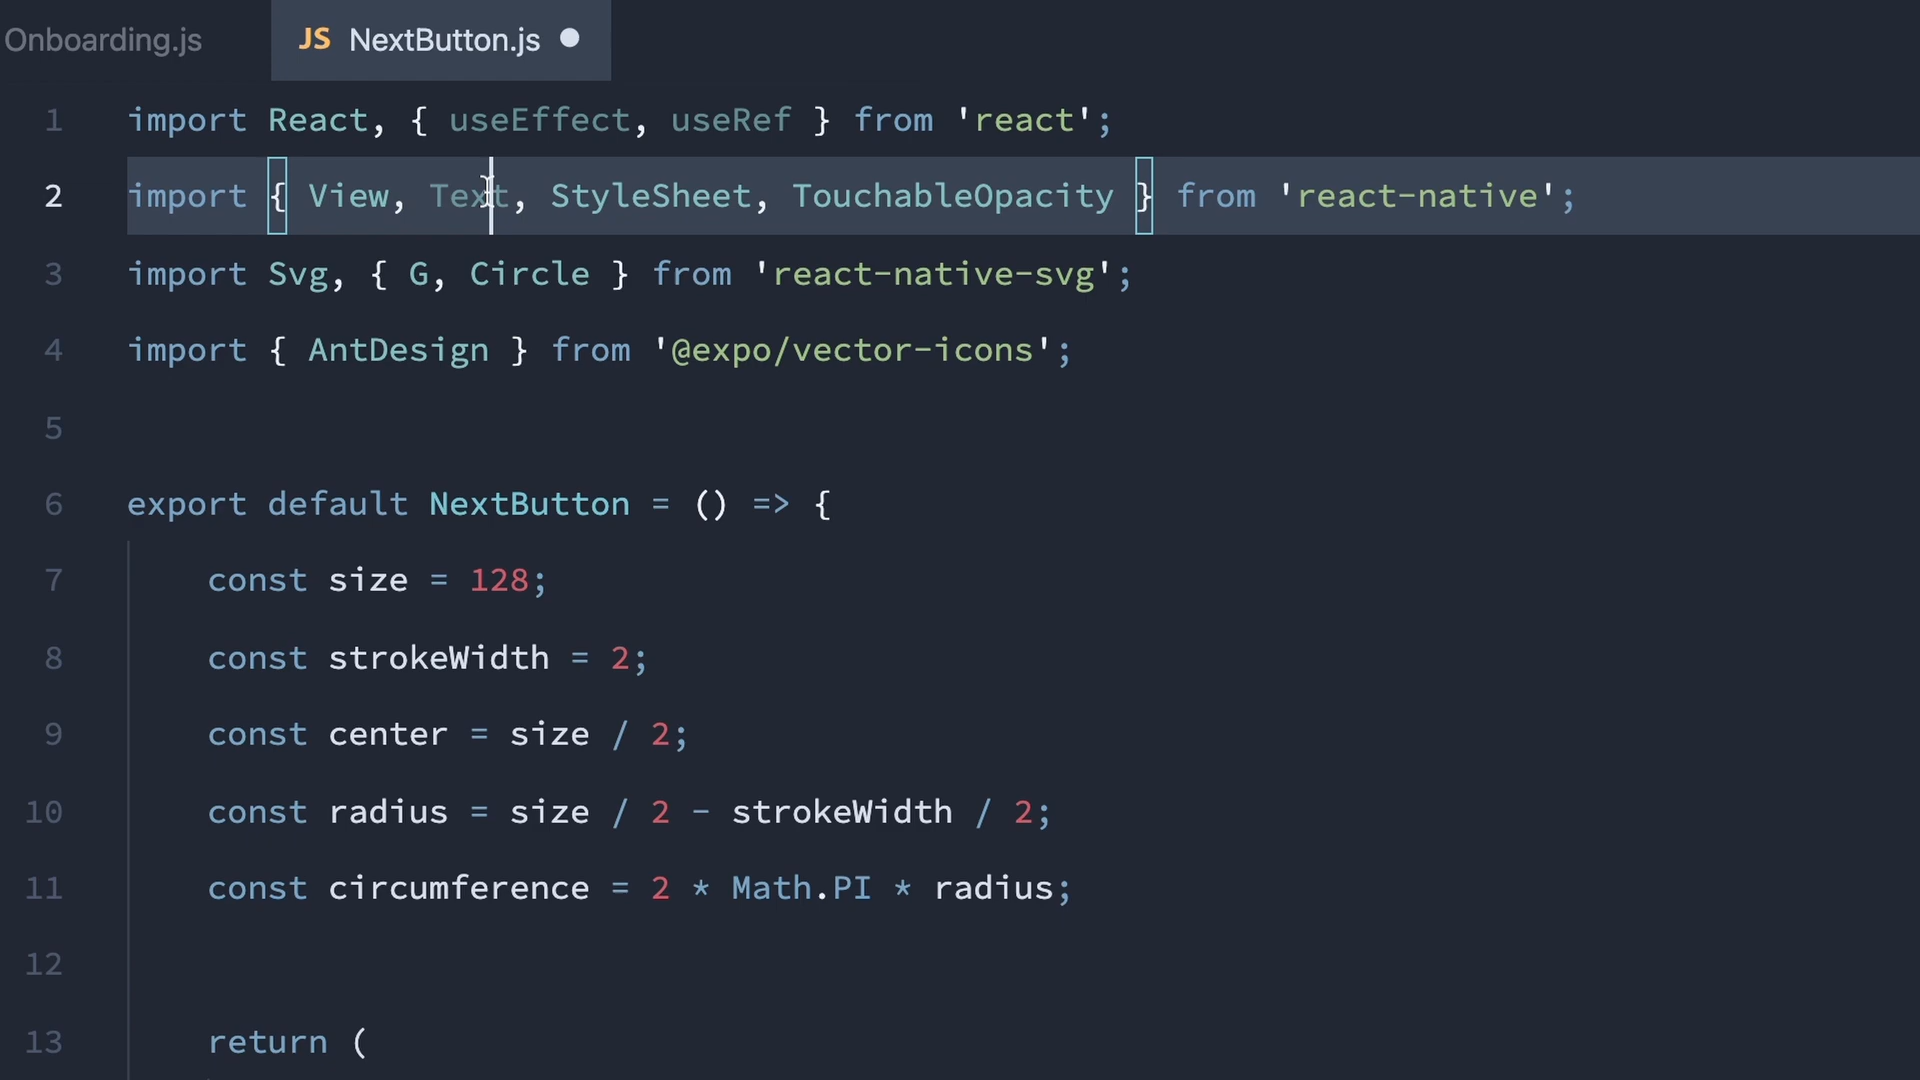 Onboarding.js
JS NextButton.js
1 import React, { useEffect, useRef } from 'react';
2 import { View, Text, StyleSheet, TouchableOpacity } from 'react-native';
3 import Svg, { G, Circle } from 'react-native-svg';
4 import { AntDesign } from '@expo/vector-icons';
5
6 export default NextButton = () => {
7 const size = 128;
8 const strokeWidth = 2;
9 const center = size / 2;
10 const radius = size / 2 - strokeWidth / 2;
11 const circumference = 2 * Math.PI * radius;
12
13 return (